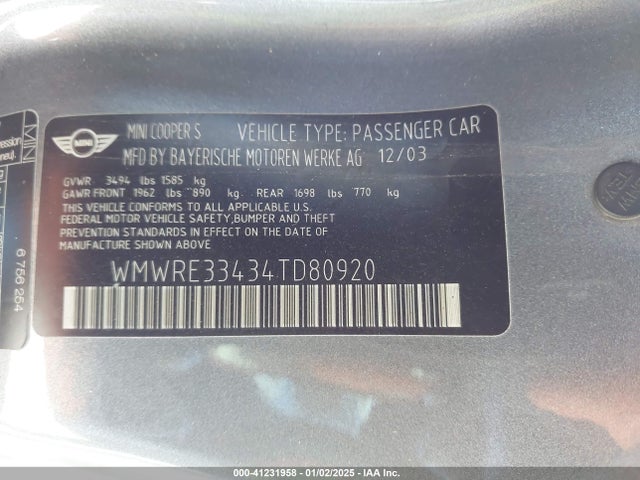 MINI
MINI COOPER S VEHICLE TYPE: PASSENGER CAR
MFD BY BAYERISCHE MOTOREN WERKE AG 12/03
GVWR 3494 lbs 1585 kg
GAWR FRONT 1962 lbs 890 kg REAR 1698 lbs 770 kg
THIS VEHICLE CONFORMS TO ALL APPLICABLE U.S.
FEDERAL MOTOR VEHICLE SAFETY,BUMPER AND THEFT
PREVENTION STANDARDS IN EFFECT ON THE DATE OF
MANUFACTURE SHOWN ABOVE
WMWRE33434TD80920
MINI
6 756 254
000-41231958 | 01/02/2025 | IAA Inc.